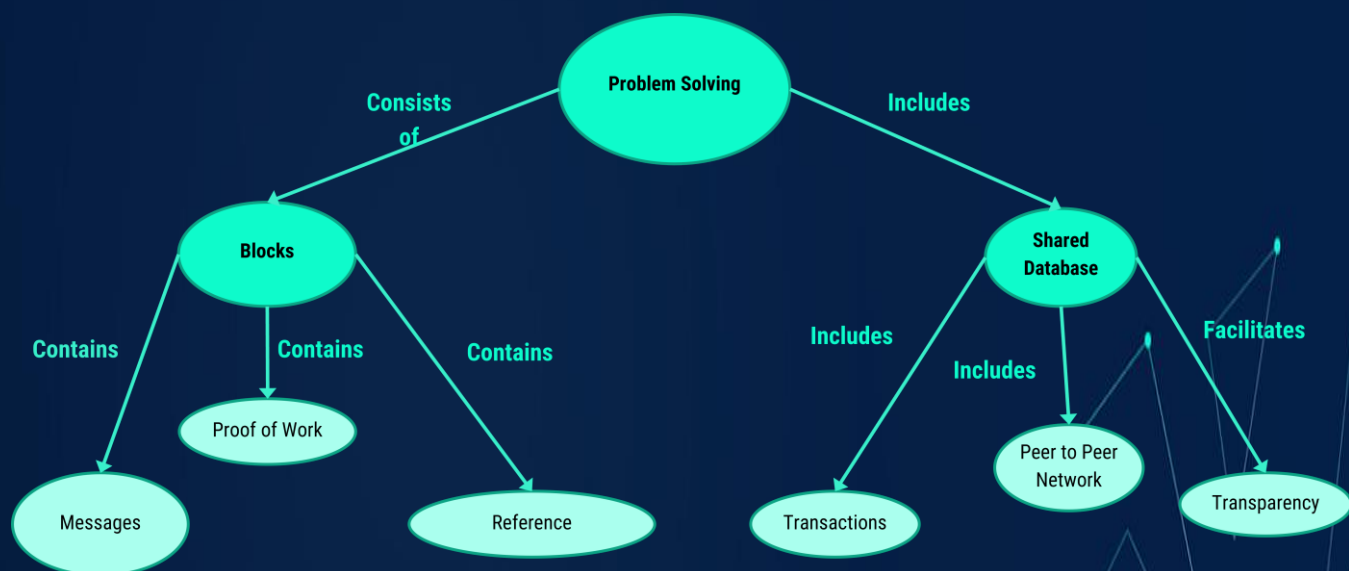 Problem Solving
Consists
of
Includes
Blocks
Shared
Database
Contains
Contains
Contains
Includes
Includes
Facilitates
Proof of Work
Peer to Peer
Network
Messages
Reference
Transactions
Transparency